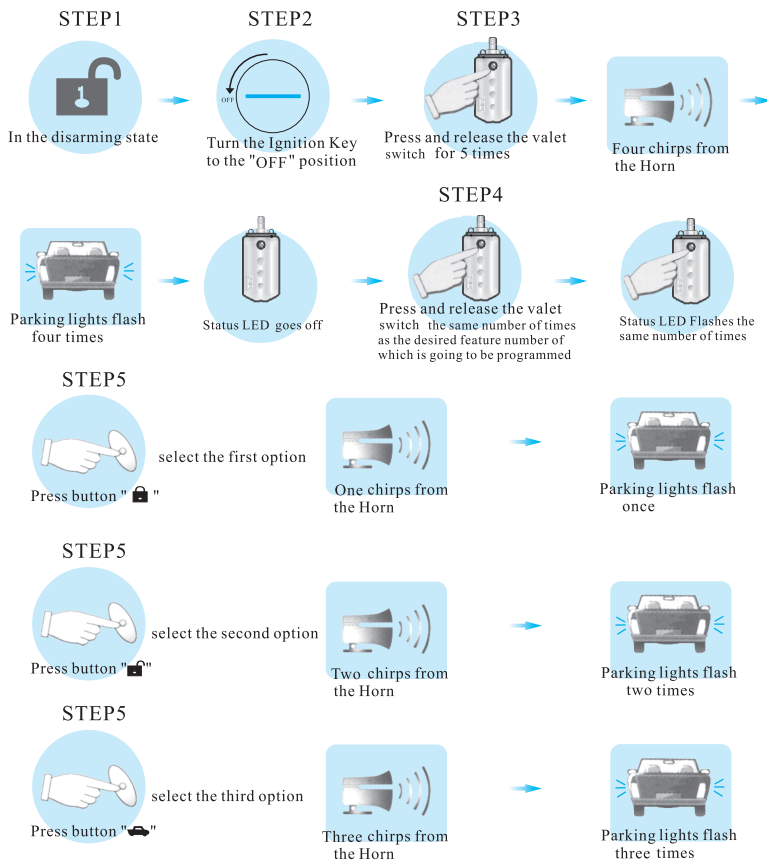 STEP1
STEP2
STEP3
1
OFF
In the disarming state
Turn the Ignition Key
to the "OFF" position
Press and release the valet
switch for 5 times
Four chirps from
the Horn
STEP4
Parking lights flash
four times
Status LED goes off
Press and release the valet
switch the same number of times
as the desired feature number of
which is going to be programmed
Status LED Flashes the
same number of times
STEP5
select the first option
Press button " "
One chirps from
the Horn
Parking lights flash
once
STEP5
select the second option
Press button " "
Two chirps from
the Horn
Parking lights flash
two times
STEP5
select the third option
Press button " "
Three chirps from
the Horn
Parking lights flash
three times